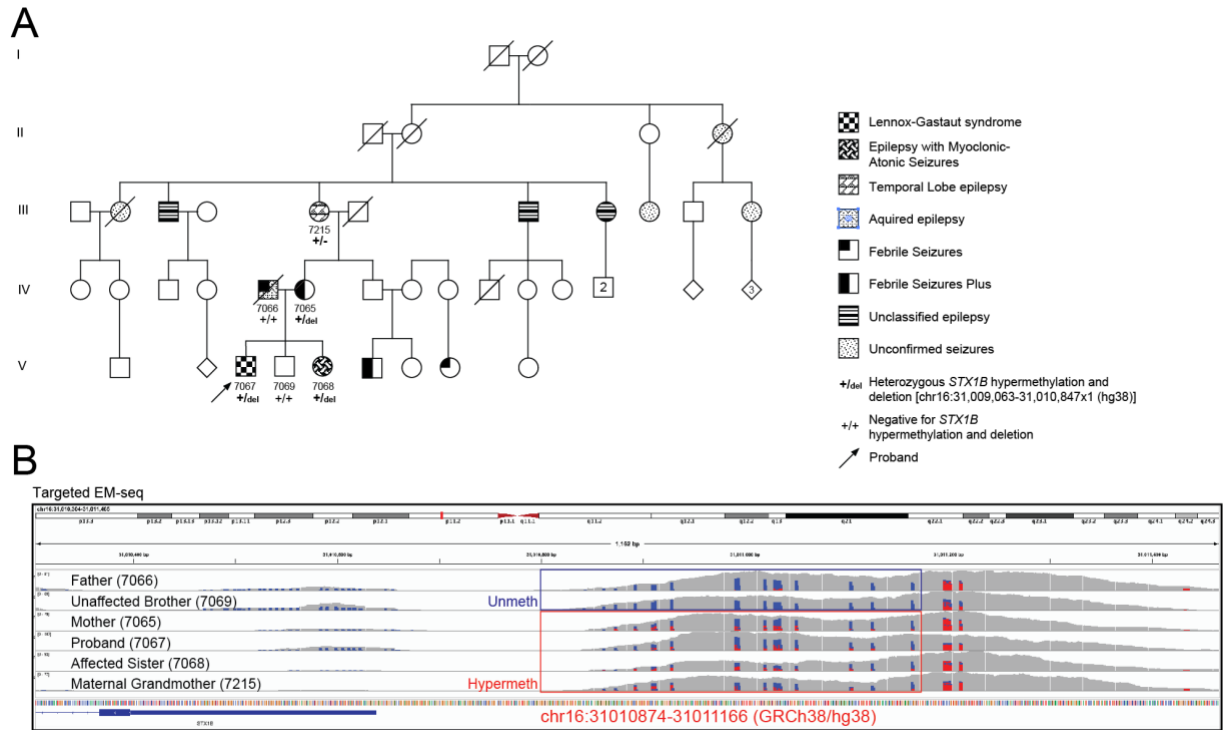 A
I
II
III
IV
V
7215
+/-
7066
+/+
7065
+/del
2
3
7067
+/del
7069
+/+
7068
+/del
Lennox-Gastaut syndrome
Epilepsy with Myoclonic-
Atonic Seizures
Temporal Lobe epilepsy
Aquired epilepsy
Febrile Seizures
Febrile Seizures Plus
Unclassified epilepsy
Unconfirmed seizures
+/del Heterozygous STX1B hypermethylation and
deletion [chr16:31,009,063-31,010,847x1 (hg38)]
+/+ Negative for STX1B
hypermethylation and deletion
Proband
B
Targeted EM-seq
Father (7066)
Unaffected Brother (7069)
Unmeth
Mother (7065)
Proband (7067)
Affected Sister (7068)
Maternal Grandmother (7215)
Hypermeth
STX1B
chr16:31010874-31011166 (GRCh38/hg38)